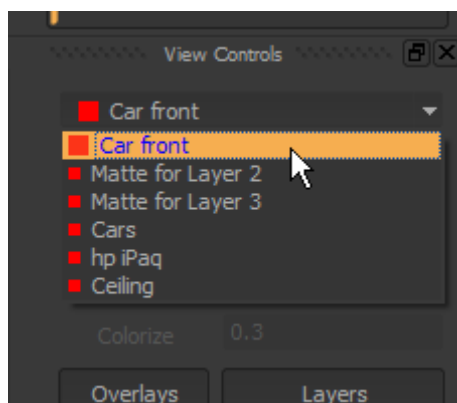 View Controls
Car front
Car front
Matte for Layer 2
Matte for Layer 3
Cars
hp iPaq
Ceiling
Colorize 0.3
Overlays Layers